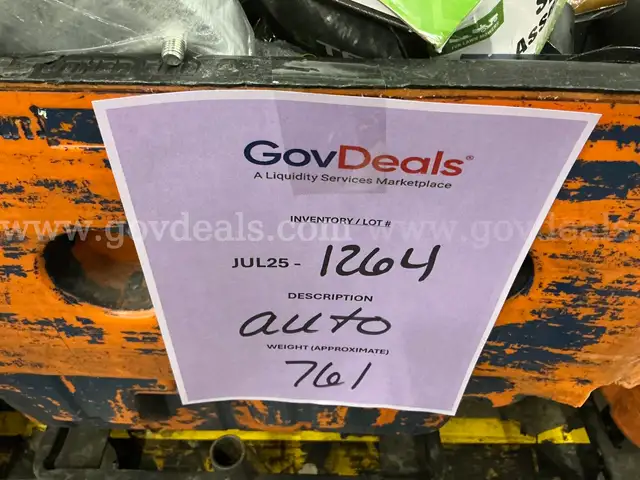 GovDeals®
A Liquidity Services Marketplace
INVENTORY / LOT #
www.govdeals.com www.govdeals.com
JUL25 - 1264
DESCRIPTION
auto
WEIGHT (APPROXIMATE)
761